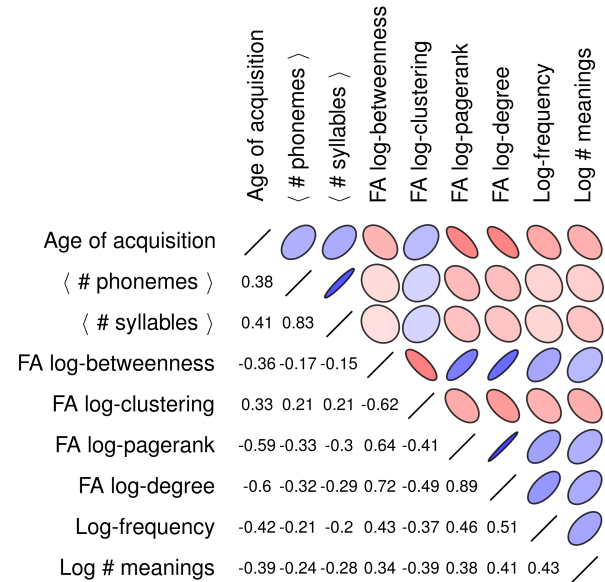 Age of acquisition
⟨ # phonemes ⟩
⟨ # syllables ⟩
FA log-betweenness
FA log-clustering
FA log-pagerank
FA log-degree
Log-frequency
Log # meanings
Age of acquisition
⟨ # phonemes ⟩ 0.38
⟨ # syllables ⟩ 0.41 0.83
FA log-betweenness -0.36 -0.17 -0.15
FA log-clustering 0.33 0.21 0.21 -0.62
FA log-pagerank -0.59 -0.33 -0.3 0.64 -0.41
FA log-degree -0.6 -0.32 -0.29 0.72 -0.49 0.89
Log-frequency -0.42 -0.21 -0.2 0.43 -0.37 0.46 0.51
Log # meanings -0.39 -0.24 -0.28 0.34 -0.39 0.38 0.41 0.43